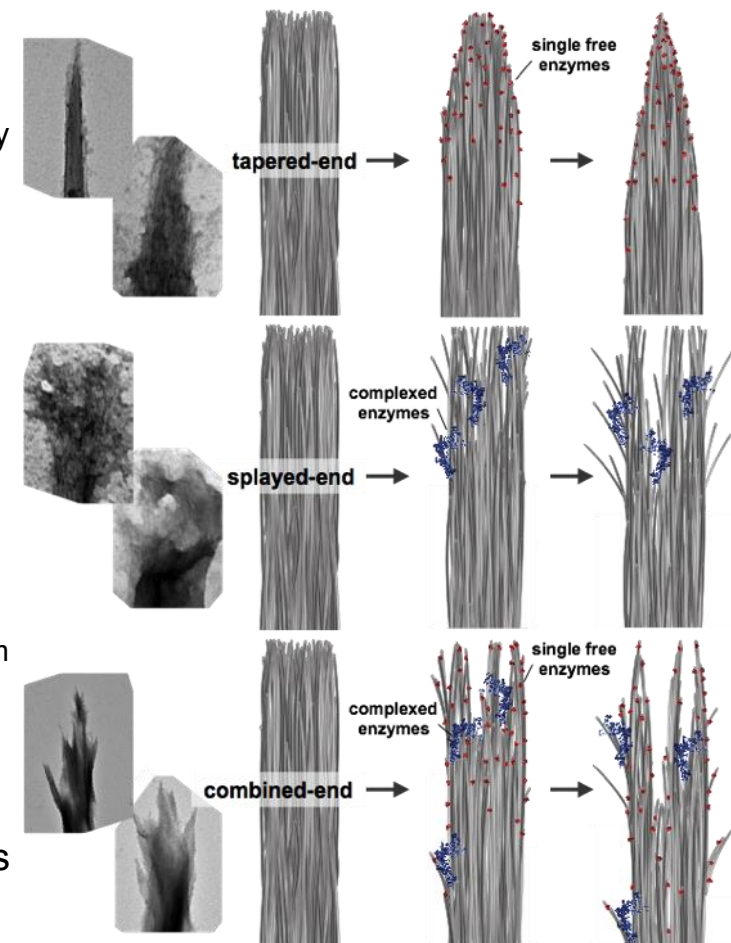 single free
enzymes
y
tapered-end
complexed
enzymes
splayed-end
n
single free
enzymes
complexed
enzymes
combined-end
s